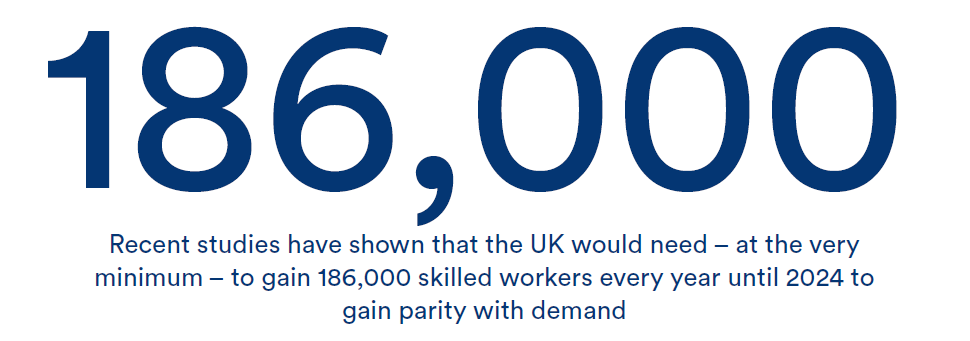 186,000
Recent studies have shown that the UK would need – at the very
minimum – to gain 186,000 skilled workers every year until 2024 to
gain parity with demand